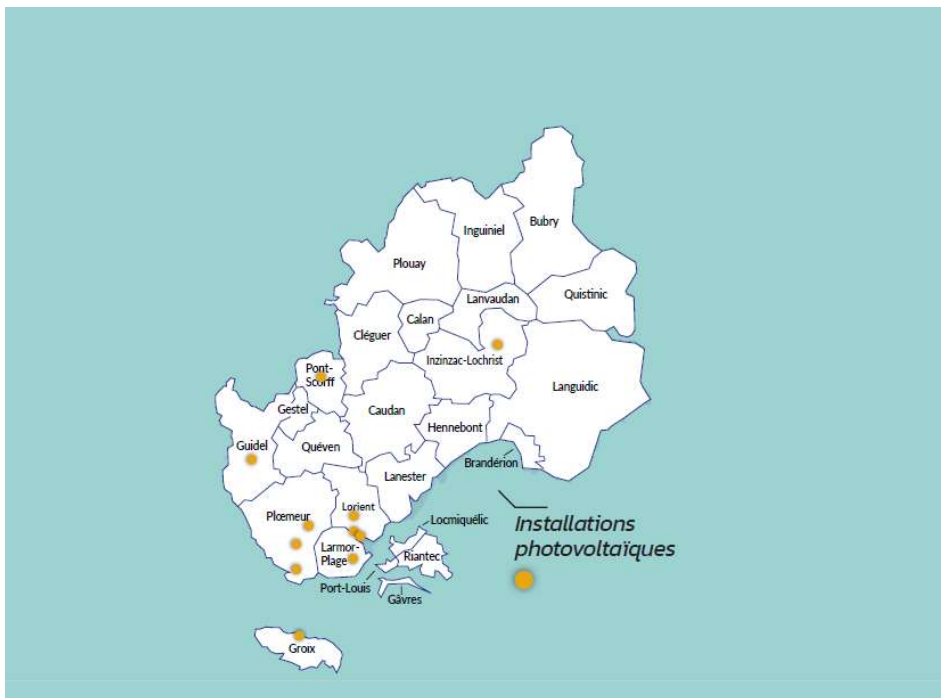 Bubry
Inguiniel
Plouay
Quistinic
Lanvaudan
Calan
Cléguer
Inzinzac-Lochrist
Pont-
Scorff
Languidic
Gestel
Caudan
Hennebont
Guidel
Quéven
Brandérion
Lanester
Lorient
Plœmeur
Locmiquélic
Installations
photovoltaïques
Larmor-
Plage
Riantec
Port-Louis
Gâvres
Groix